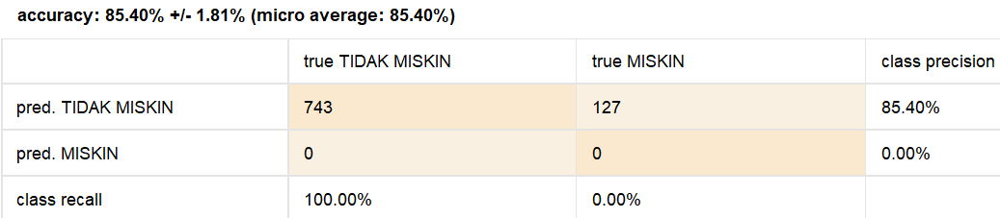 accuracy: 85.40% +/- 1.81% (micro average: 85.40%)
true TIDAK MISKIN true MISKIN class precision
pred. TIDAK MISKIN 743 127 85.40%
pred. MISKIN 0 0 0.00%
class recall 100.00% 0.00%